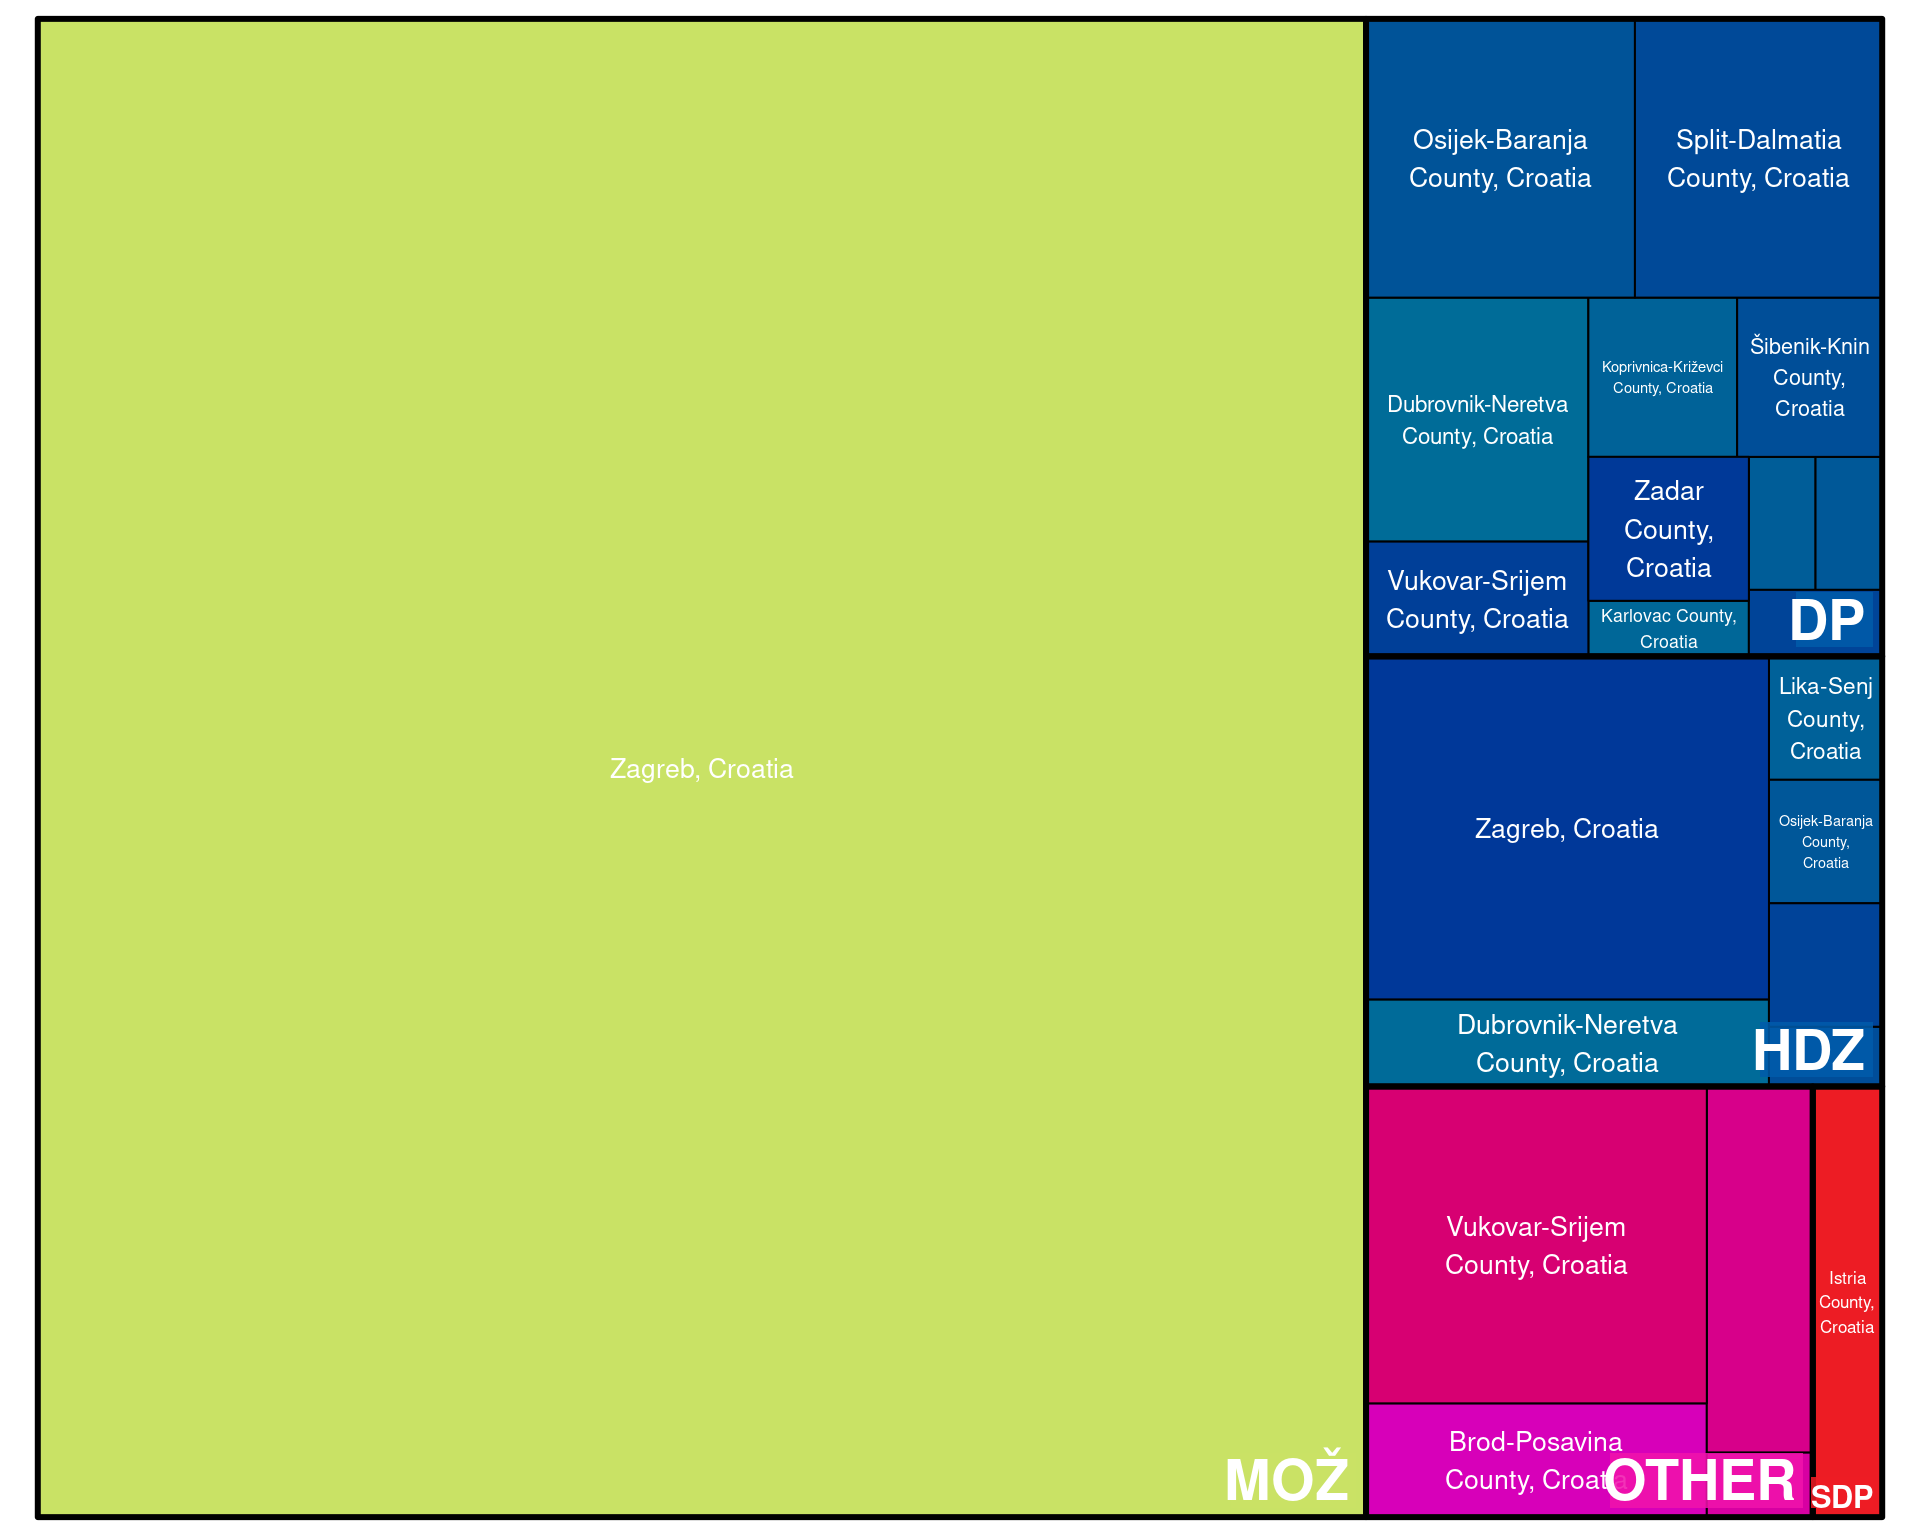 Zagreb, Croatia
MOŽ
Osijek-Baranja
County, Croatia
Split-Dalmatia
County, Croatia
Dubrovnik-Neretva
County, Croatia
Koprivnica-Križevci
County, Croatia
Šibenik-Knin
County,
Croatia
Vukovar-Srijem
County, Croatia
Zadar
County,
Croatia
Karlovac County,
Croatia
DP
Zagreb, Croatia
Lika-Senj
County,
Croatia
Osijek-Baranja
County,
Croatia
Dubrovnik-Neretva
County, Croatia
HDZ
Vukovar-Srijem
County, Croatia
Brod-Posavina
County, Croatia
OTHER
Istria
County,
Croatia
SDP